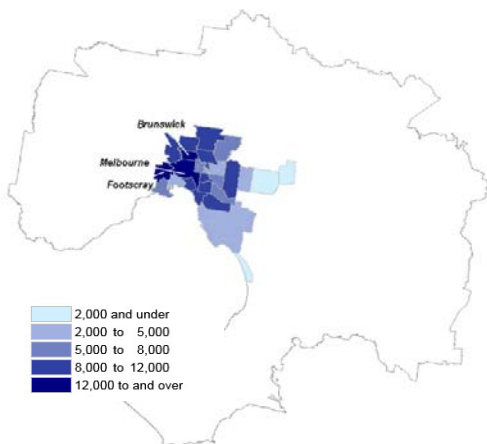 Brunswick
Melbourne
Footscray
2,000 and under
2,000 to 5,000
5,000 to 8,000
8,000 to 12,000
12,000 to and over